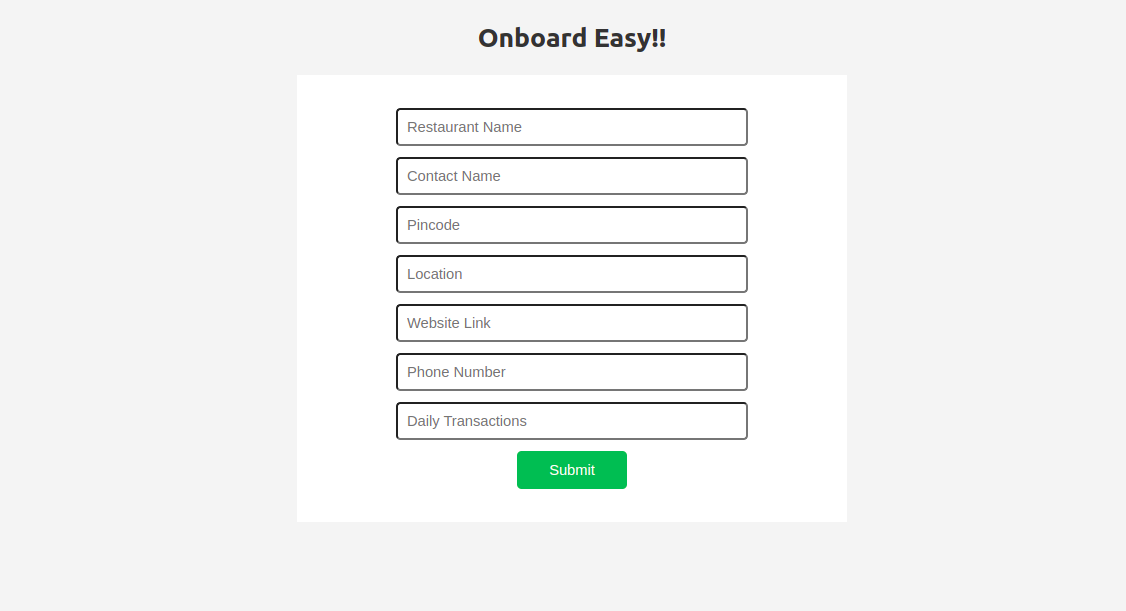 Onboard Easy!!
Restaurant Name
Contact Name
Pincode
Location
Website Link
Phone Number
Daily Transactions
Submit